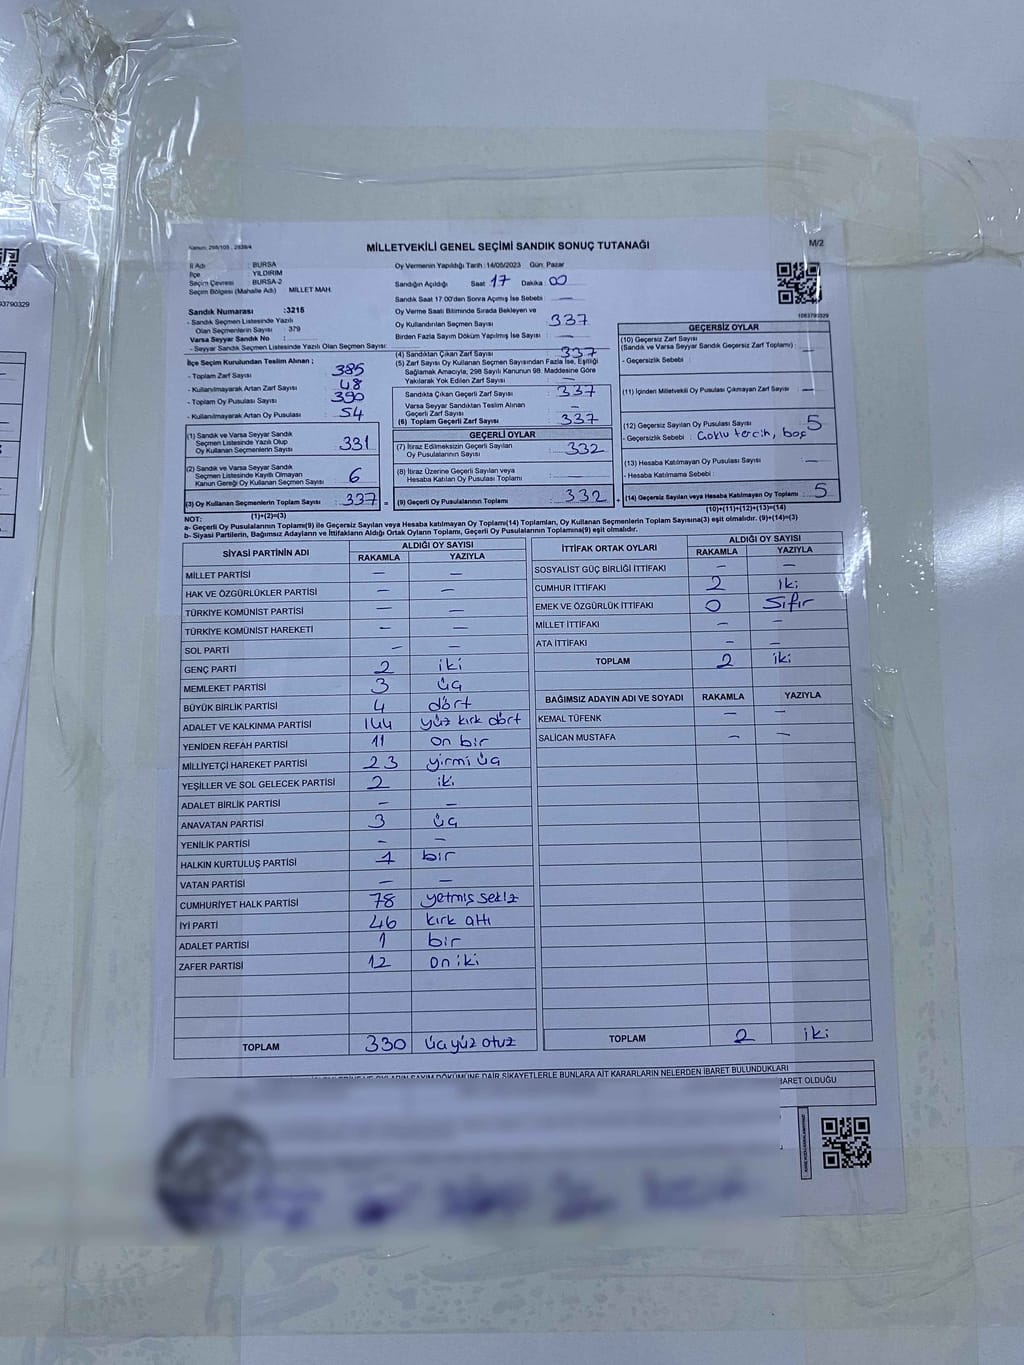 Kanun: 298/105 , 2839/4
MİLLETVEKİLİ GENEL SEÇİMİ SANDIK SONUÇ TUTANAĞI
M/2
İl Adı : BURSA
İlçe : YILDIRIM
Seçim Çevresi : BURSA-2
Seçim Bölgesi (Mahalle Adı) : MİLLET MAH.
Sandık Numarası :3215
- Sandık Seçmen Listesinde Yazılı
Olan Seçmenlerin Sayısı : 379
Varsa Seyyar Sandık No :
- Seyyar Sandık Seçmen Listesinde Yazılı Olan Seçmen Sayısı:
Oy Vermenin Yapıldığı Tarih :14/05/2023 Gün: Pazar
Sandığın Açıldığı Saat 17 Dakika : 00
Sandık Saat 17:00'den Sonra Açımış İse Sebebi : —
Oy Verme Saati Bitiminde Sırada Bekleyen ve
Oy Kullandırılan Seçmen Sayısı : 337
Birden Fazla Sayım Döküm Yapılmış İse Sayısı : —
1063790329
İlçe Seçim Kurulundan Teslim Alınan ;
- Toplam Zarf Sayısı : 385
- Kullanılmayarak Artan Zarf Sayısı : 48
- Toplam Oy Pusulası Sayısı : 390
- Kullanılmayarak Artan Oy Pusulası : 54
(1) Sandık ve Varsa Seyyar Sandık
Seçmen Listesinde Yazılı Olup
Oy Kullanan Seçmenlerin Sayısı : 331
(2) Sandık ve Varsa Seyyar Sandık
Seçmen Listesinde Kayıtlı Olmayan
Kanun Gereği Oy Kullanan Seçmen Sayısı : 6
(3) Oy Kullanan Seçmenlerin Toplam Sayısı : 337
(1)+(2)=(3)
(4) Sandıktan Çıkan Zarf Sayısı : 337
(5) Zarf Sayısı Oy Kullanan Seçmen Sayısından Fazla İse, Eşitliği
Sağlamak Amacıyla, 298 Sayılı Kanunun 98. Maddesine Göre
Yakılarak Yok Edilen Zarf Sayısı : —
Sandıkta Çıkan Geçerli Zarf Sayısı : 337
Varsa Seyyar Sandıktan Teslim Alınan
Geçerli Zarf Sayısı : —
(6) Toplam Geçerli Zarf Sayısı : 337
GEÇERLİ OYLAR
(7) İtiraz Edilmeksizin Geçerli Sayılan
Oy Pusulalarının Sayısı : 332
(8) İtiraz Üzerine Geçerli Sayılan veya
Hesaba Katılan Oy Pusulalarının Sayısı : —
= (9) Geçerli Oy Pusulalarının Toplamı : 332
GEÇERSİZ OYLAR
(10) Geçersiz Zarf Sayısı
(Sandık ve Varsa Seyyar Sandık Geçersiz Zarf Toplamı) : —
- Geçersizlik Sebebi :
(11) İçinden Milletvekili Oy Pusulası Çıkmayan Zarf Sayısı : —
(12) Geçersiz Sayılan Oy Pusulası Sayısı : 5
- Geçersizlik Sebebi : Çoklu tercih, boş
(13) Hesaba Katılmayan Oy Pusulası Sayısı : —
- Hesaba Katılmama Sebebi :
+ (14) Geçersiz Sayılan veya Hesaba Katılmayan Oy Toplamı : 5
(10)+(11)+(12)+(13)=(14)
NOT:
a- Geçerli Oy Pusulalarının Toplamı(9) ile Geçersiz Sayılan veya Hesaba katılmayan Oy Toplamı(14) Toplamları, Oy Kullanan Seçmenlerin Toplam Sayısına(3) eşit olmalıdır. (9)+(14)=(3)
b- Siyasi Partilerin, Bağımsız Adayların ve İttifakların Aldığı Ortak Oyların Toplamı, Geçerli Oy Pusulalarının Toplamına(9) eşit olmalıdır.
SİYASİ PARTİNİN ADI ALDIĞI OY SAYISI
RAKAMLA YAZIYLA
MİLLET PARTİSİ — —
HAK VE ÖZGÜRLÜKLER PARTİSİ — —
TÜRKİYE KOMÜNİST PARTİSİ — —
TÜRKİYE KOMÜNİST HAREKETİ — —
SOL PARTİ — —
GENÇ PARTİ 2 iki
MEMLEKET PARTİSİ 3 üç
BÜYÜK BİRLİK PARTİSİ 4 dört
ADALET VE KALKINMA PARTİSİ 144 yüz kırk dört
YENİDEN REFAH PARTİSİ 11 on bir
MİLLİYETÇİ HAREKET PARTİSİ 23 yirmi üç
YEŞİLLER VE SOL GELECEK PARTİSİ 2 iki
ADALET BİRLİK PARTİSİ — —
ANAVATAN PARTİSİ 3 üç
YENİLİK PARTİSİ — —
HALKIN KURTULUŞ PARTİSİ 1 bir
VATAN PARTİSİ — —
CUMHURİYET HALK PARTİSİ 78 yetmiş sekiz
İYİ PARTİ 46 kırk altı
ADALET PARTİSİ 1 bir
ZAFER PARTİSİ 12 on iki
TOPLAM 330 üçyüz otuz
İTTİFAK ORTAK OYLARI ALDIĞI OY SAYISI
RAKAMLA YAZIYLA
SOSYALİST GÜÇ BİRLİĞİ İTTİFAKI — —
CUMHUR İTTİFAKI 2 iki
EMEK VE ÖZGÜRLÜK İTTİFAKI 0 Sıfır
MİLLET İTTİFAKI — —
ATA İTTİFAKI — —
TOPLAM 2 iki
BAĞIMSIZ ADAYIN ADI VE SOYADI RAKAMLA YAZIYLA
KEMAL TÜFENK — —
SALİCAN MUSTAFA — —
TOPLAM 2 iki
OYLARIN SAYIM DÖKÜMÜNE DAİR ŞİKAYETLERLE BUNLARA AİT KARARLARIN NELERDEN İBARET BULUNDUKLARI
BARET OLDUĞU
93790329